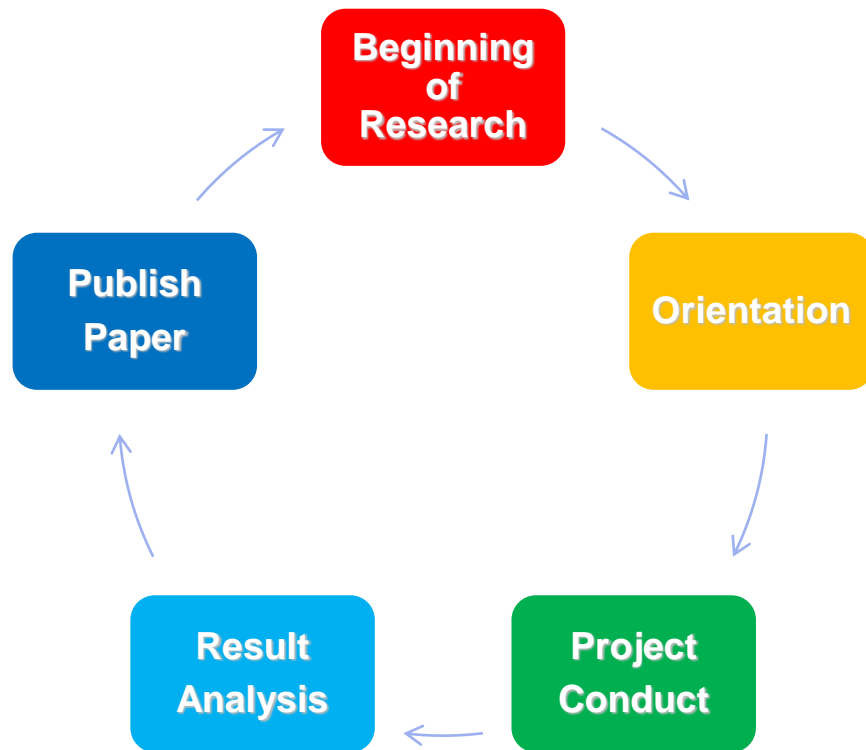 Beginning
of
Research
Orientation
Project
Conduct
Result
Analysis
Publish
Paper